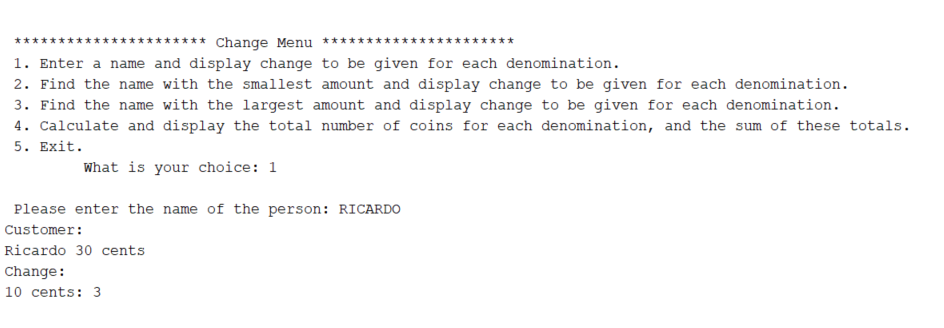 ********************** Change Menu **********************
1. Enter a name and display change to be given for each denomination.
2. Find the name with the smallest amount and display change to be given for each denomination.
3. Find the name with the largest amount and display change to be given for each denomination.
4. Calculate and display the total number of coins for each denomination, and the sum of these totals.
5. Exit.
What is your choice: 1
Please enter the name of the person: RICARDO
Customer:
Ricardo 30 cents
Change:
10 cents: 3